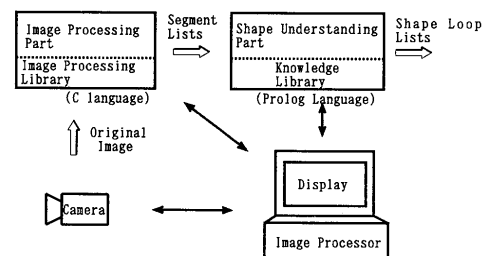 Image Processing
Part
Image Processing
Library
(C language)
Segment
Lists
Shape Understanding
Part
Knowledge
Library
(Prolog Language)
Shape Loop
Lists
Original
Image
Camera
Display
Image Processor